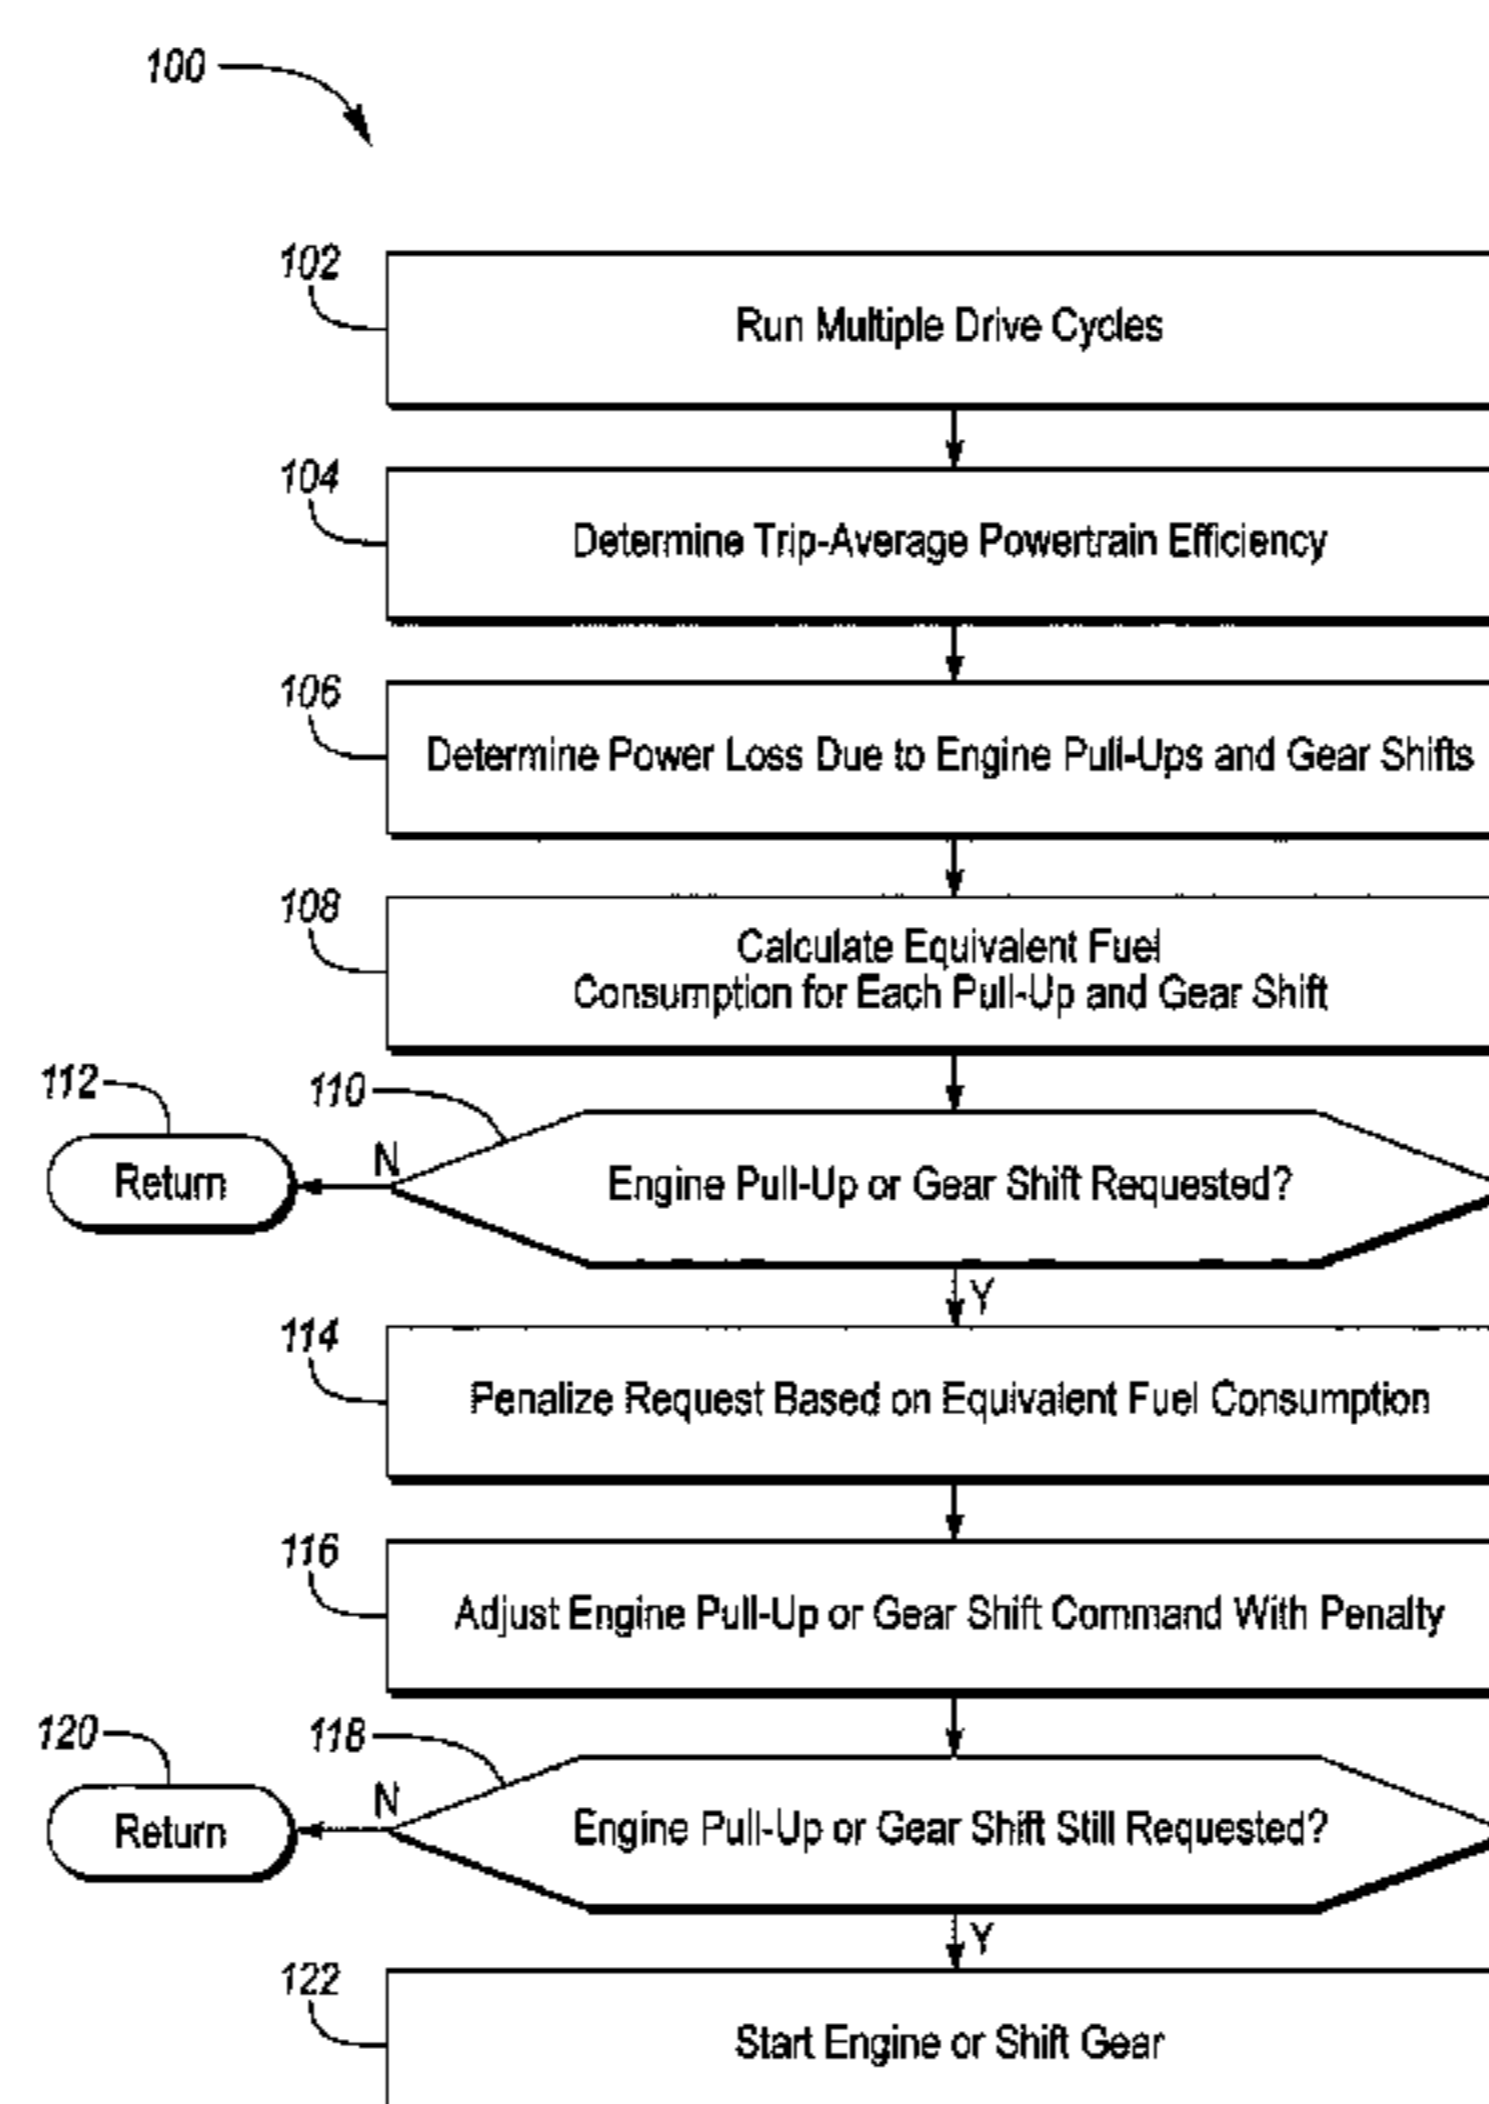 100
102
Run Multiple Drive Cycles
104
Determine Trip-Average Powertrain Efficiency
106
Determine Power Loss Due to Engine Pull-Ups and Gear Shifts
108
Calculate Equivalent Fuel
Consumption for Each Pull-Up and Gear Shift
112
110
Return
N
Engine Pull-Up or Gear Shift Requested?
Y
114
Penalize Request Based on Equivalent Fuel Consumption
116
Adjust Engine Pull-Up or Gear Shift Command With Penalty
120
118
Return
N
Engine Pull-Up or Gear Shift Still Requested?
Y
122
Start Engine or Shift Gear